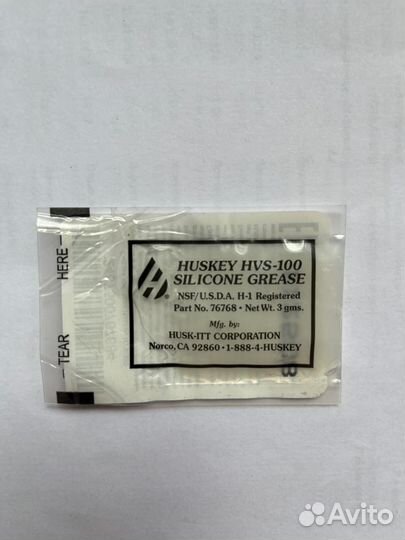 HUSKEY HVS-100
SILICONE GREASE
NSF/U.S.D.A. H-1 Registered
Part No. 76768 • Net Wt. 3 gms.
Mfg. by:
HUSK-ITT CORPORATION
Norco, CA 92860 • 1-888-4-HUSKEY
— TEAR HERE —
Avito